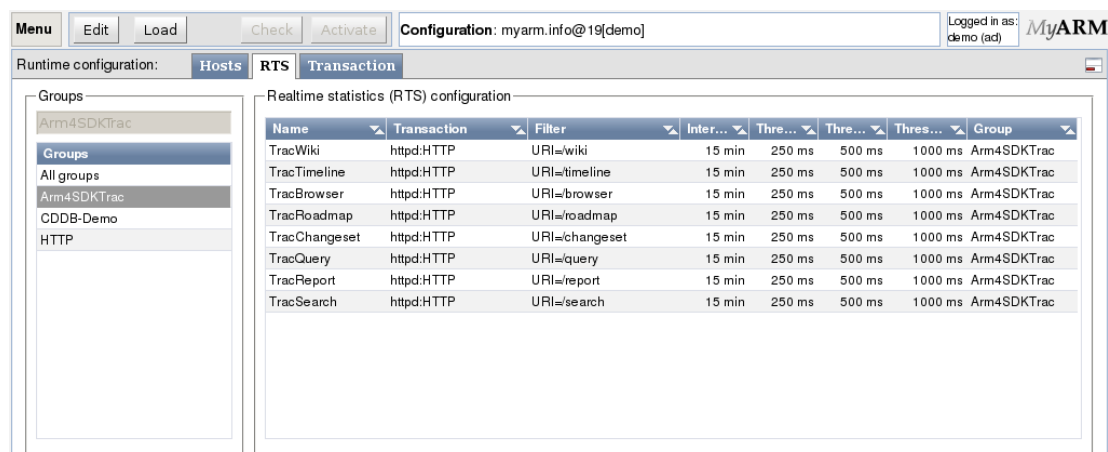 Menu Edit Load Check Activate Configuration: myarm.info@19[demo] Logged in as: demo (ad) MyARM
Runtime configuration: Hosts RTS Transaction
Groups
Arm4SDKTrac
Groups
All groups
Arm4SDKTrac
CDDB-Demo
HTTP
Realtime statistics (RTS) configuration
Name Transaction Filter Inter... Thre... Thre... Thres... Group
TracWiki httpd:HTTP URI=/wiki 15 min 250 ms 500 ms 1000 ms Arm4SDKTrac
TracTimeline httpd:HTTP URI=/timeline 15 min 250 ms 500 ms 1000 ms Arm4SDKTrac
TracBrowser httpd:HTTP URI=/browser 15 min 250 ms 500 ms 1000 ms Arm4SDKTrac
TracRoadmap httpd:HTTP URI=/roadmap 15 min 250 ms 500 ms 1000 ms Arm4SDKTrac
TracChangeset httpd:HTTP URI=/changeset 15 min 250 ms 500 ms 1000 ms Arm4SDKTrac
TracQuery httpd:HTTP URI=/query 15 min 250 ms 500 ms 1000 ms Arm4SDKTrac
TracReport httpd:HTTP URI=/report 15 min 250 ms 500 ms 1000 ms Arm4SDKTrac
TracSearch httpd:HTTP URI=/search 15 min 250 ms 500 ms 1000 ms Arm4SDKTrac